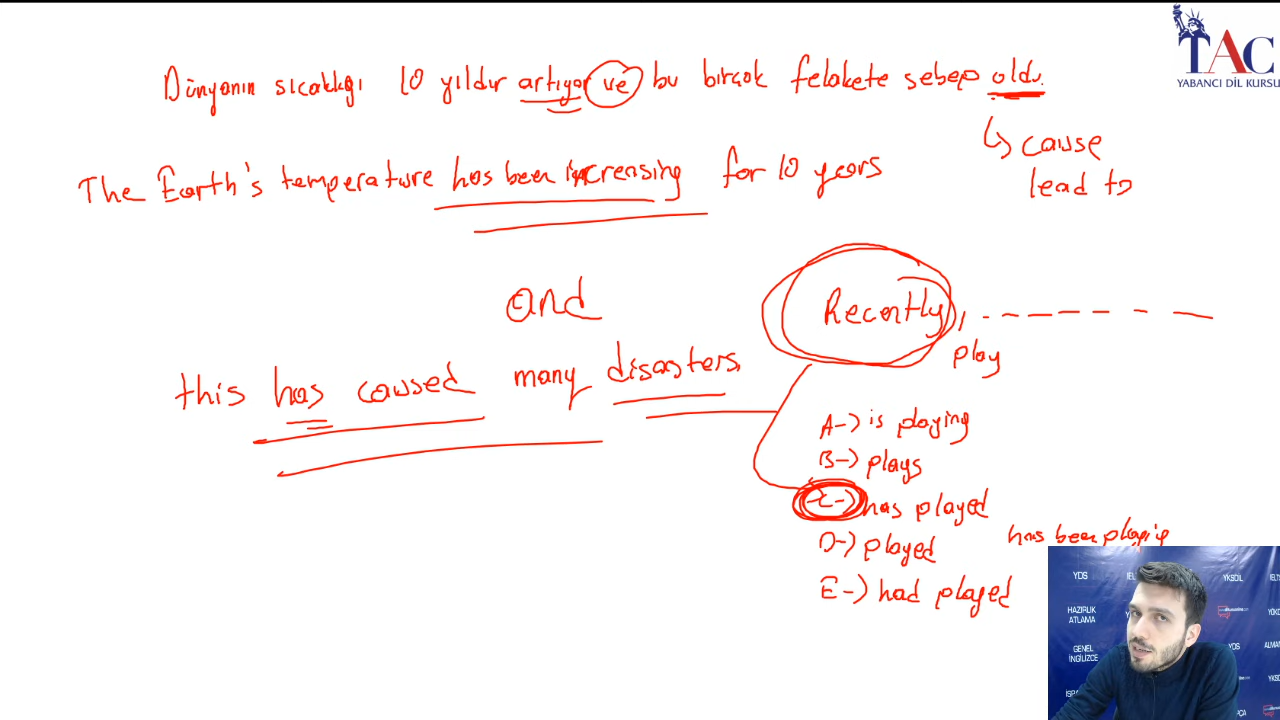 TAC
YABANCI DİL KURSU
Dünyanın sıcaklığı 10 yıldır artıyor ve bu birçok felakete sebep oldu.
↳ cause
lead to
The Earth's temperature has been increasing for 10 years
and
Recently, - - - - - - -
play
this has caused many disasters.
A-) is playing
B-) plays
C-) has played
D-) played
has been playing
E-) had played
YDS
YKSDİL
HAZIRLIK
ATLAMA
GENEL
İNGİLİZCE
YDS